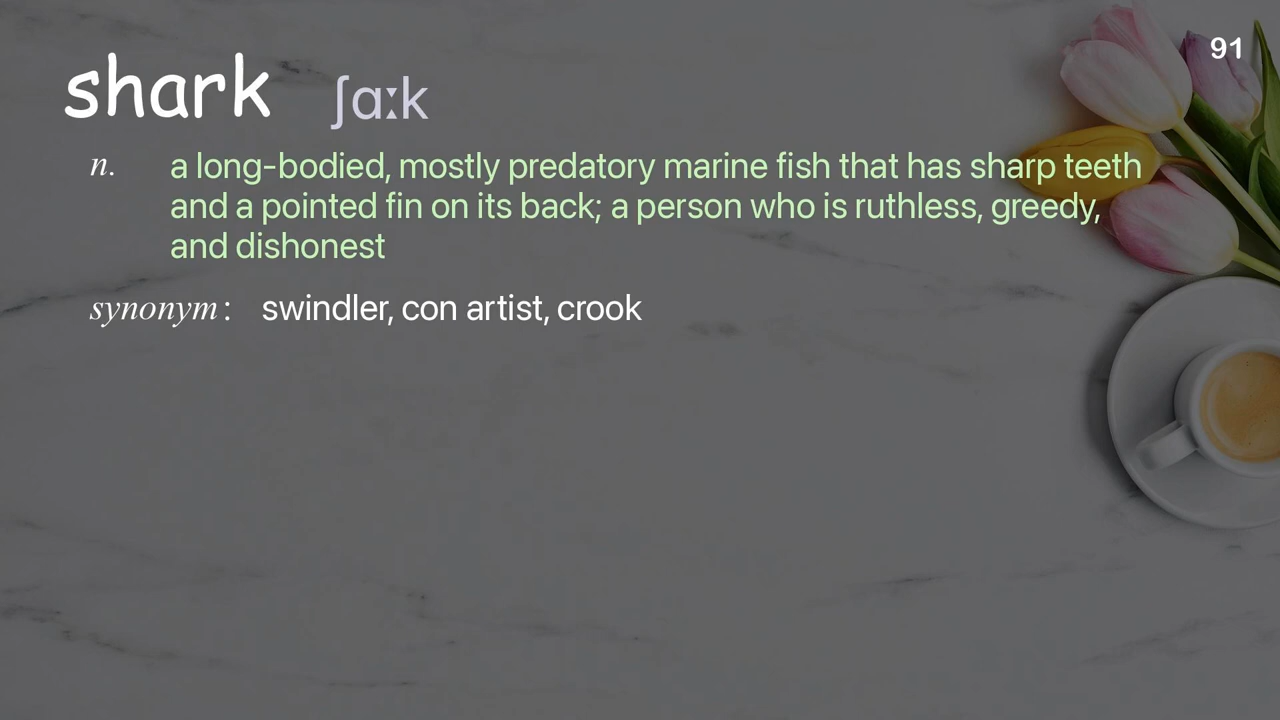 91
shark ʃɑːk
n. a long-bodied, mostly predatory marine fish that has sharp teeth
and a pointed fin on its back; a person who is ruthless, greedy,
and dishonest
synonym: swindler, con artist, crook